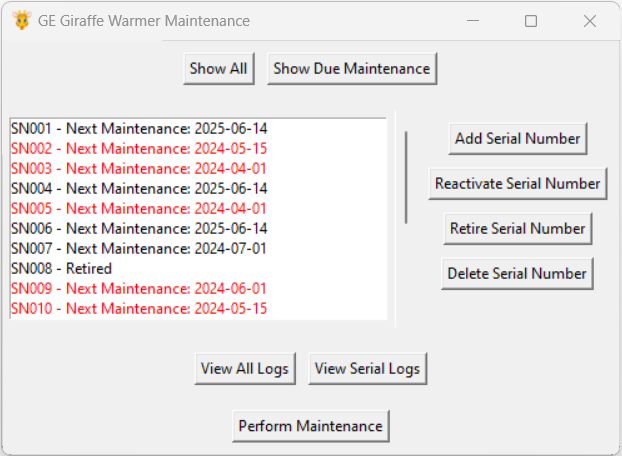 GE Giraffe Warmer Maintenance
Show All
Show Due Maintenance
SN001 - Next Maintenance: 2025-06-14
SN002 - Next Maintenance: 2024-05-15
SN003 - Next Maintenance: 2024-04-01
SN004 - Next Maintenance: 2025-06-14
SN005 - Next Maintenance: 2024-04-01
SN006 - Next Maintenance: 2025-06-14
SN007 - Next Maintenance: 2024-07-01
SN008 - Retired
SN009 - Next Maintenance: 2024-06-01
SN010 - Next Maintenance: 2024-05-15
Add Serial Number
Reactivate Serial Number
Retire Serial Number
Delete Serial Number
View All Logs
View Serial Logs
Perform Maintenance